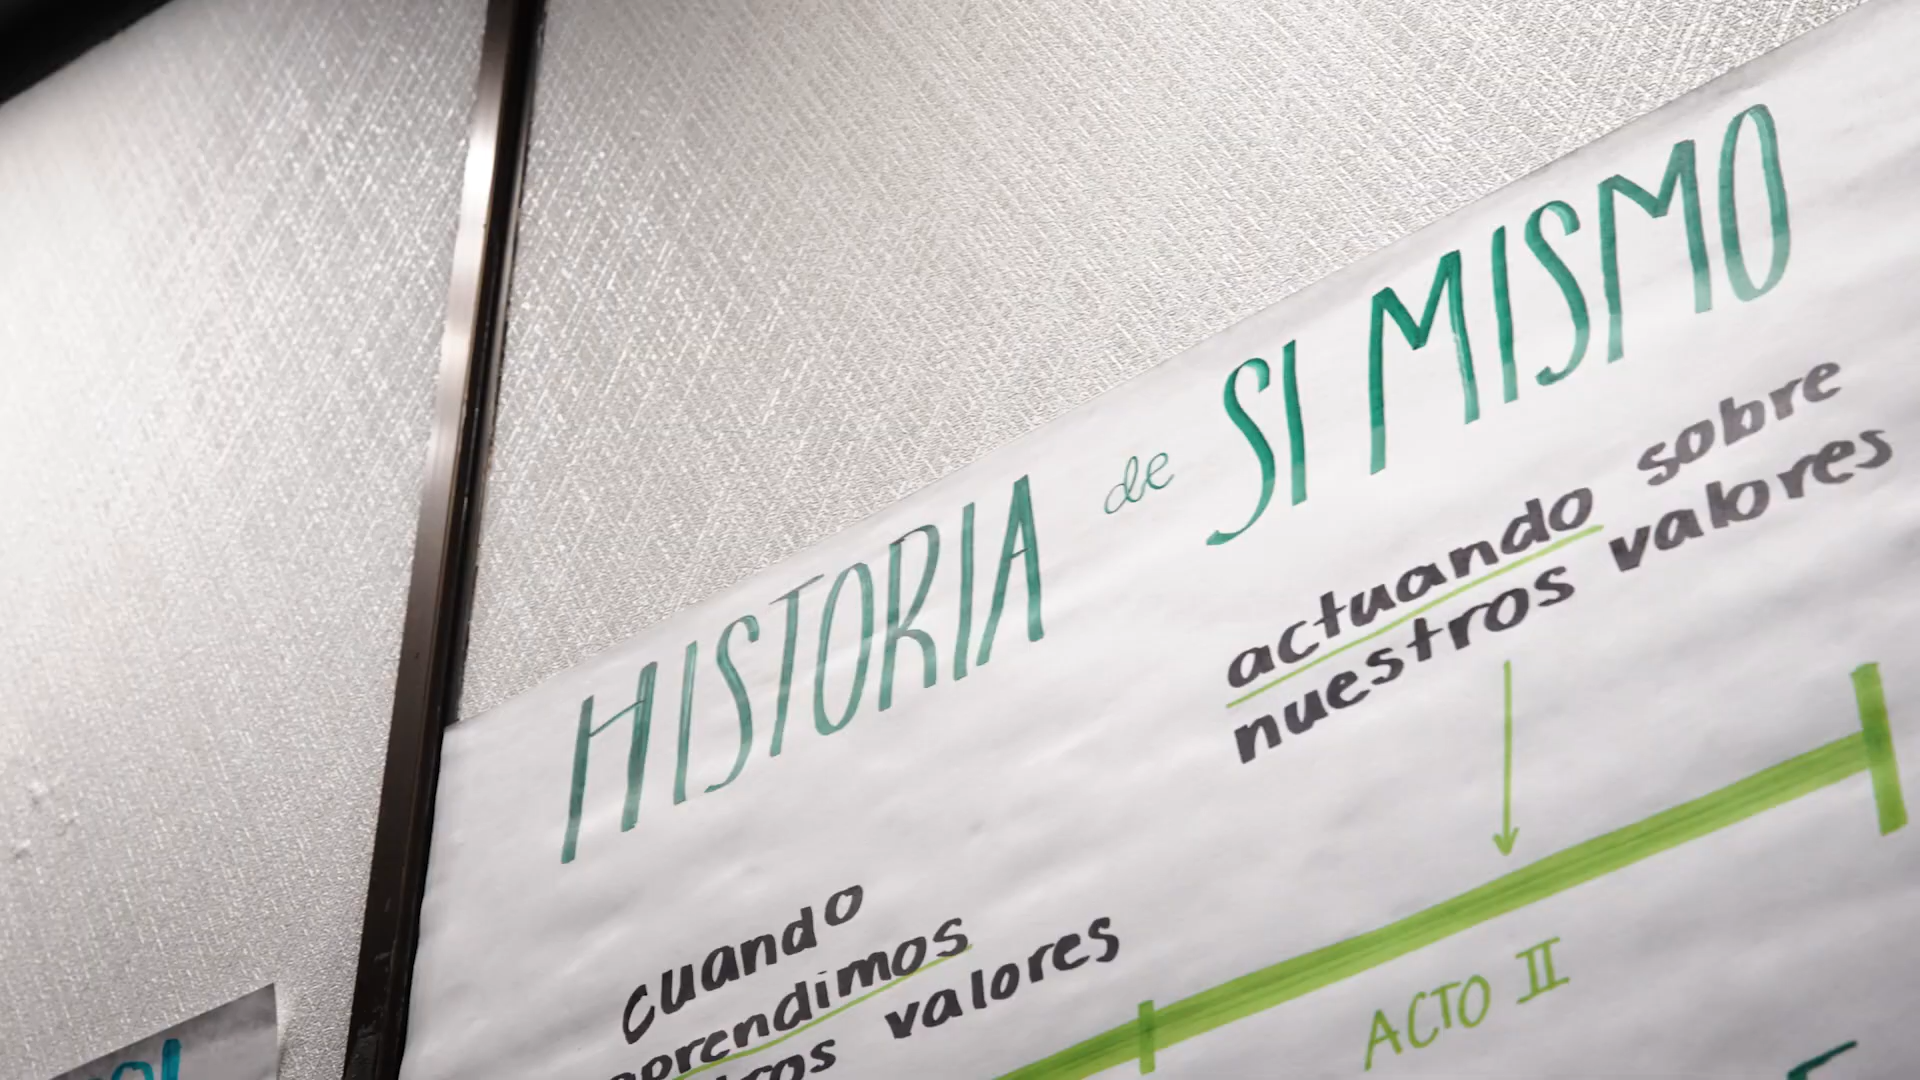 HISTORIA de SI MISMO
actuando sobre
nuestros valores
cuando
valores
ACTO II